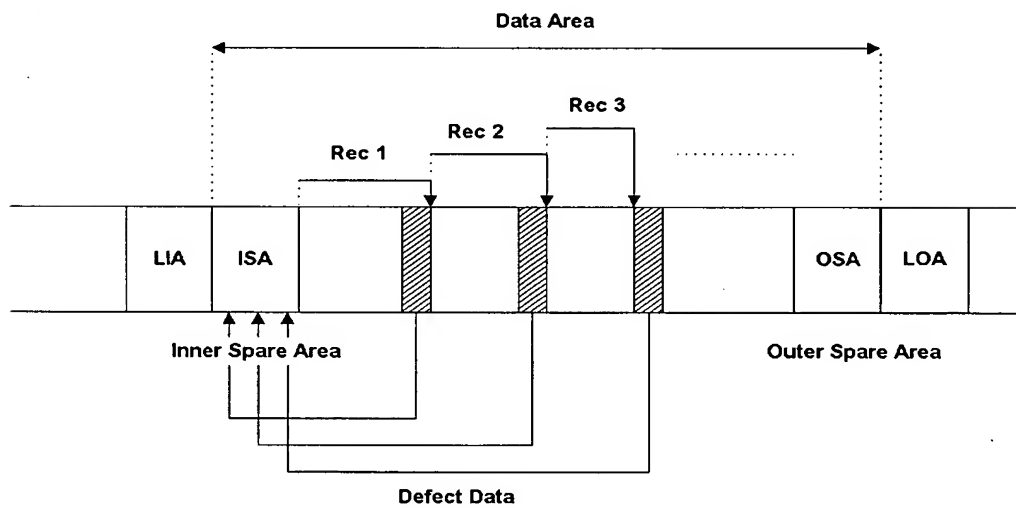 Data Area
Rec 3
Rec 2
Rec 1
LIA ISA OSA LOA
Inner Spare Area Outer Spare Area
Defect Data